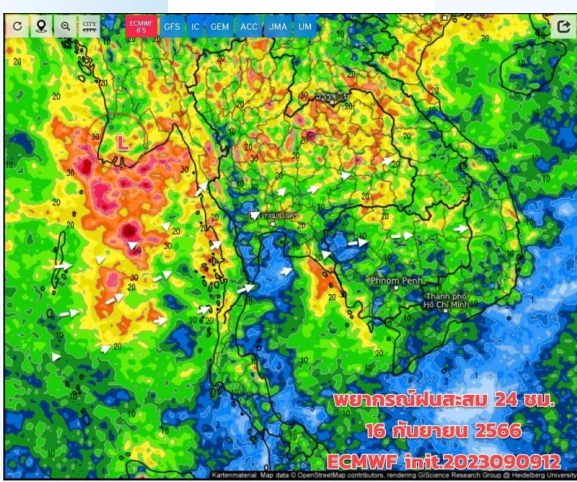 CITY
ECMWF IFS GFS IC GEM ACC JMA UM
L
Phnom Penh
Thành phố
Hồ Chí Minh
พยากรณ์ฝนสะสม 24 ชม.
16 กันยายน 2566
ECMWF init.2023090912
Kartenmaterial: Map data © OpenStreetMap contributors, rendering GIScience Research Group @ Heidelberg University